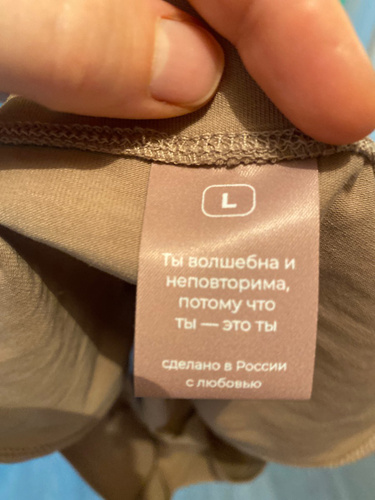 L
Ты волшебна и
неповторима,
потому что
ты — это ты
сделано в России
с любовью